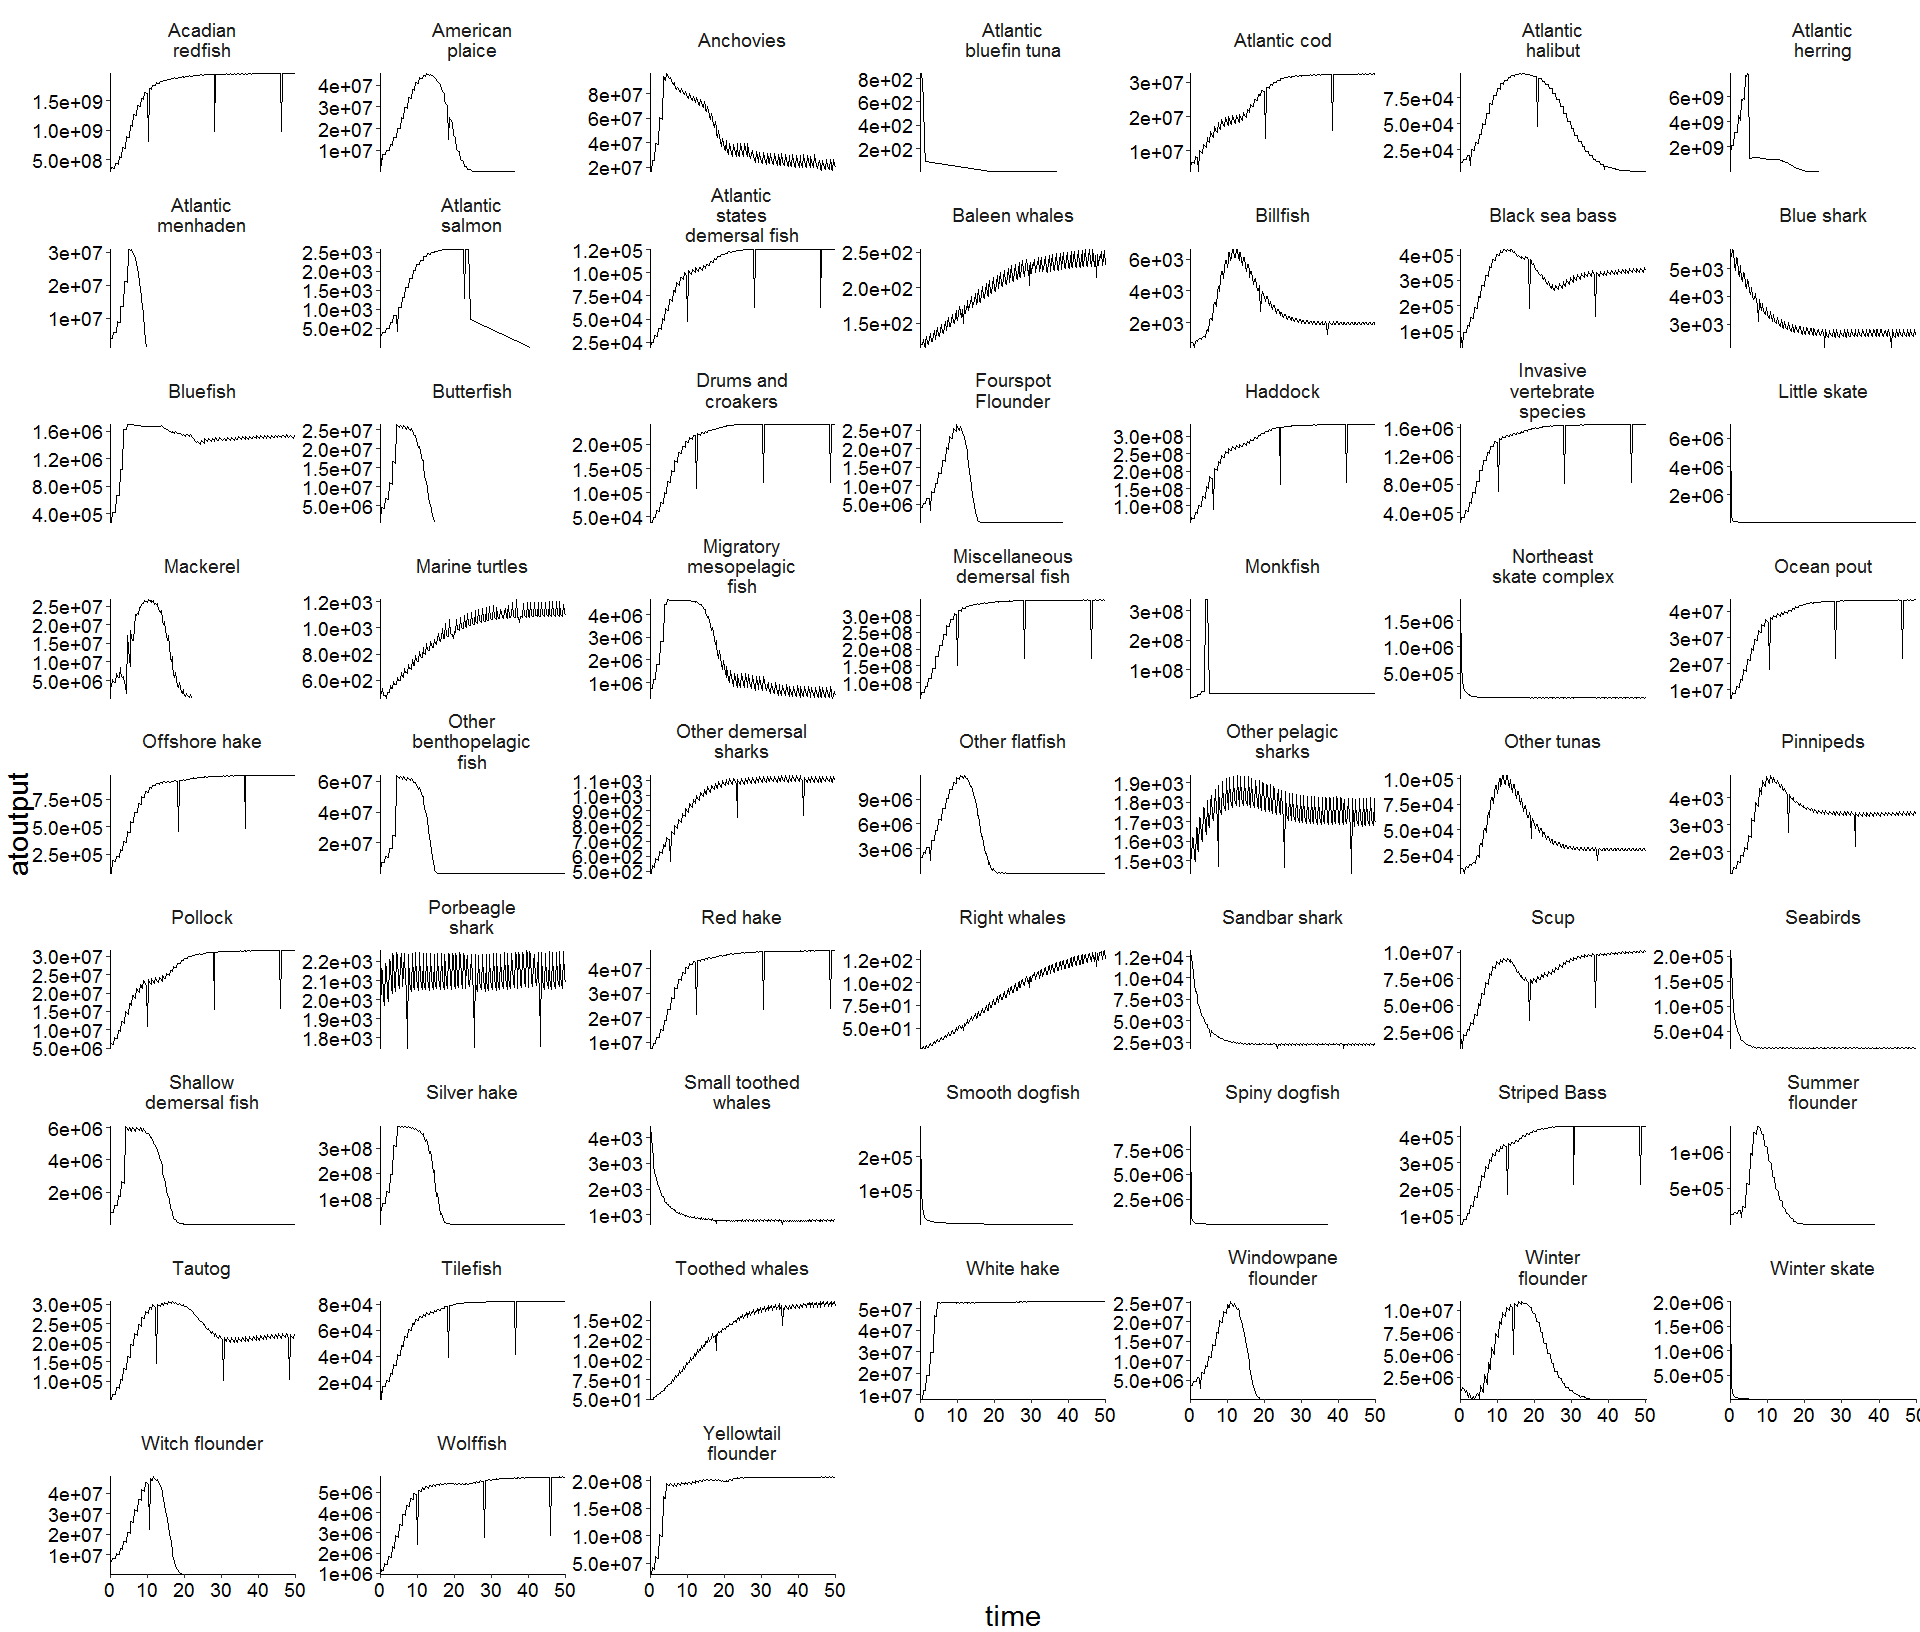 Acadian
redfish
1.5e+09
1.0e+09
5.0e+08
American
plaice
4e+07
3e+07
2e+07
1e+07
Anchovies
8e+07
6e+07
4e+07
2e+07
Atlantic
bluefin tuna
8e+02
6e+02
4e+02
2e+02
Atlantic cod
3e+07
2e+07
1e+07
Atlantic
halibut
7.5e+04
5.0e+04
2.5e+04
Atlantic
herring
6e+09
4e+09
2e+09
Atlantic
menhaden
3e+07
2e+07
1e+07
Atlantic
salmon
2.5e+03
2.0e+03
1.5e+03
1.0e+03
5.0e+02
Atlantic
states
demersal fish
1.2e+05
1.0e+05
7.5e+04
5.0e+04
2.5e+04
Baleen whales
2.5e+02
2.0e+02
1.5e+02
Billfish
6e+03
4e+03
2e+03
Black sea bass
4e+05
3e+05
2e+05
1e+05
Blue shark
5e+03
4e+03
3e+03
Bluefish
1.6e+06
1.2e+06
8.0e+05
4.0e+05
Butterfish
2.5e+07
2.0e+07
1.5e+07
1.0e+07
5.0e+06
Drums and
croakers
2.0e+05
1.5e+05
1.0e+05
5.0e+04
Fourspot
Flounder
2.5e+07
2.0e+07
1.5e+07
1.0e+07
5.0e+06
Haddock
3.0e+08
2.5e+08
2.0e+08
1.5e+08
1.0e+08
Invasive
vertebrate
species
1.6e+06
1.2e+06
8.0e+05
4.0e+05
Little skate
6e+06
4e+06
2e+06
Mackerel
2.5e+07
2.0e+07
1.5e+07
1.0e+07
5.0e+06
Marine turtles
1.2e+03
1.0e+03
8.0e+02
6.0e+02
Migratory
mesopelagic
fish
4e+06
3e+06
2e+06
1e+06
Miscellaneous
demersal fish
3.0e+08
2.5e+08
2.0e+08
1.5e+08
1.0e+08
Monkfish
3e+08
2e+08
1e+08
Northeast
skate complex
1.5e+06
1.0e+06
5.0e+05
Ocean pout
4e+07
3e+07
2e+07
1e+07
Offshore hake
7.5e+05
5.0e+05
2.5e+05
Other
benthopelagic
fish
6e+07
4e+07
2e+07
Other demersal
sharks
1.1e+03
1.0e+03
9.0e+02
8.0e+02
7.0e+02
6.0e+02
5.0e+02
Other flatfish
9e+06
6e+06
3e+06
Other pelagic
sharks
1.9e+03
1.8e+03
1.7e+03
1.6e+03
1.5e+03
Other tunas
1.0e+05
7.5e+04
5.0e+04
2.5e+04
Pinnipeds
4e+03
3e+03
2e+03
atoutput
Pollock
3.0e+07
2.5e+07
2.0e+07
1.5e+07
1.0e+07
5.0e+06
Porbeagle
shark
2.2e+03
2.1e+03
2.0e+03
1.9e+03
1.8e+03
Red hake
4e+07
3e+07
2e+07
1e+07
Right whales
1.2e+02
1.0e+02
7.5e+01
5.0e+01
Sandbar shark
1.2e+04
1.0e+04
7.5e+03
5.0e+03
2.5e+03
Scup
1.0e+07
7.5e+06
5.0e+06
2.5e+06
Seabirds
2.0e+05
1.5e+05
1.0e+05
5.0e+04
Shallow
demersal fish
6e+06
4e+06
2e+06
Silver hake
3e+08
2e+08
1e+08
Small toothed
whales
4e+03
3e+03
2e+03
1e+03
Smooth dogfish
2e+05
1e+05
Spiny dogfish
7.5e+06
5.0e+06
2.5e+06
Striped Bass
4e+05
3e+05
2e+05
1e+05
Summer
flounder
1e+06
5e+05
Tautog
3.0e+05
2.5e+05
2.0e+05
1.5e+05
1.0e+05
Tilefish
8e+04
6e+04
4e+04
2e+04
Toothed whales
1.5e+02
1.2e+02
1.0e+02
7.5e+01
5.0e+01
White hake
5e+07
4e+07
3e+07
2e+07
1e+07
0 10 20 30 40 50
Windowpane
flounder
2.5e+07
2.0e+07
1.5e+07
1.0e+07
5.0e+06
0 10 20 30 40 50
Winter
flounder
1.0e+07
7.5e+06
5.0e+06
2.5e+06
0 10 20 30 40 50
Winter skate
2.0e+06
1.5e+06
1.0e+06
5.0e+05
0 10 20 30 40 50
Witch flounder
4e+07
3e+07
2e+07
1e+07
0 10 20 30 40 50
Wolffish
5e+06
4e+06
3e+06
2e+06
1e+06
0 10 20 30 40 50
Yellowtail
flounder
2.0e+08
1.5e+08
1.0e+08
5.0e+07
0 10 20 30 40 50
time